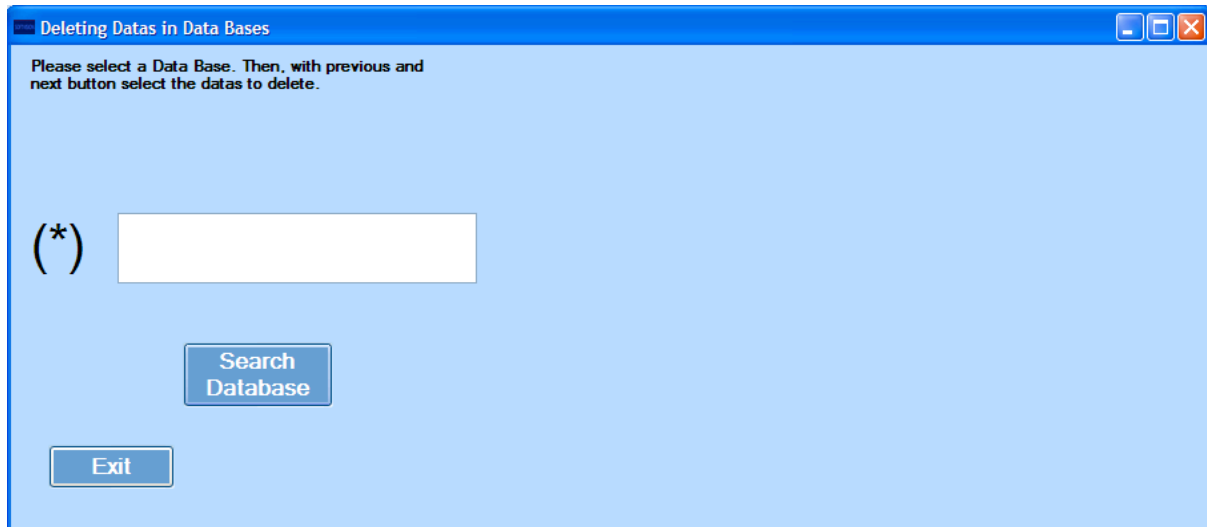 Deleting Datas in Data Bases
Please select a Data Base. Then, with previous and
next button select the datas to delete.
(*)
Search
Database
Exit